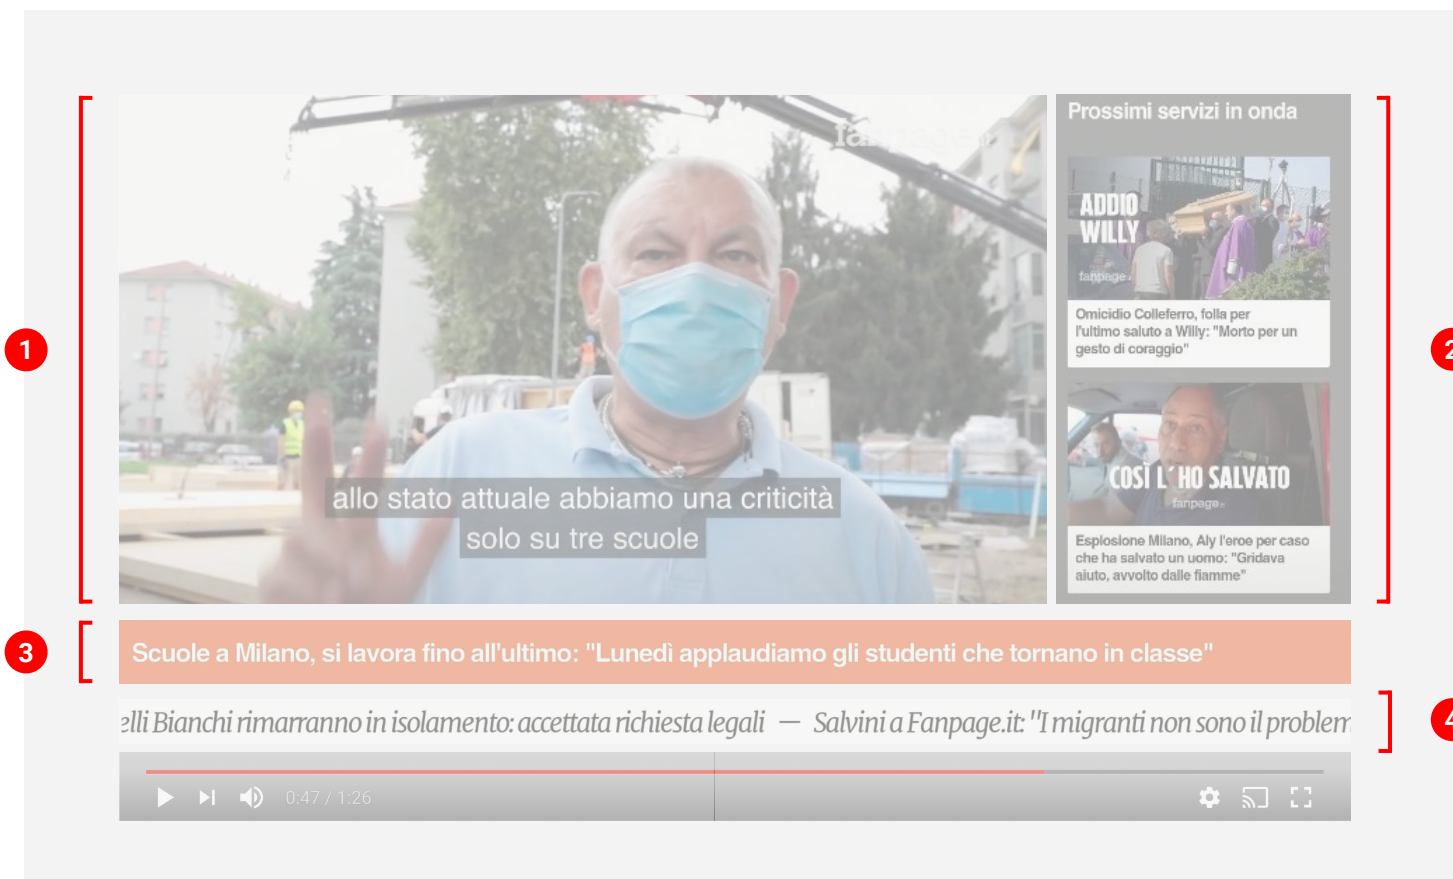 fanpage
Prossimi servizi in onda
ADDIO
WILLY
fanpage
Omicidio Colleferro, folla per
l'ultimo saluto a Willy: "Morto per un
gesto di coraggio"
1
2
COSÌ L'HO SALVATO
fanpage
allo stato attuale abbiamo una criticità
solo su tre scuole
Esplosione Milano, Aly l'eroe per caso
che ha salvato un uomo: "Gridava
aiuto, avvolto dalle fiamme"
3
Scuole a Milano, si lavora fino all'ultimo: "Lunedì applaudiamo gli studenti che tornano in classe"
elli Bianchi rimarranno in isolamento: accettata richiesta legali — Salvini a Fanpage.it: "I migranti non sono il problem
4
0:47 / 1:26